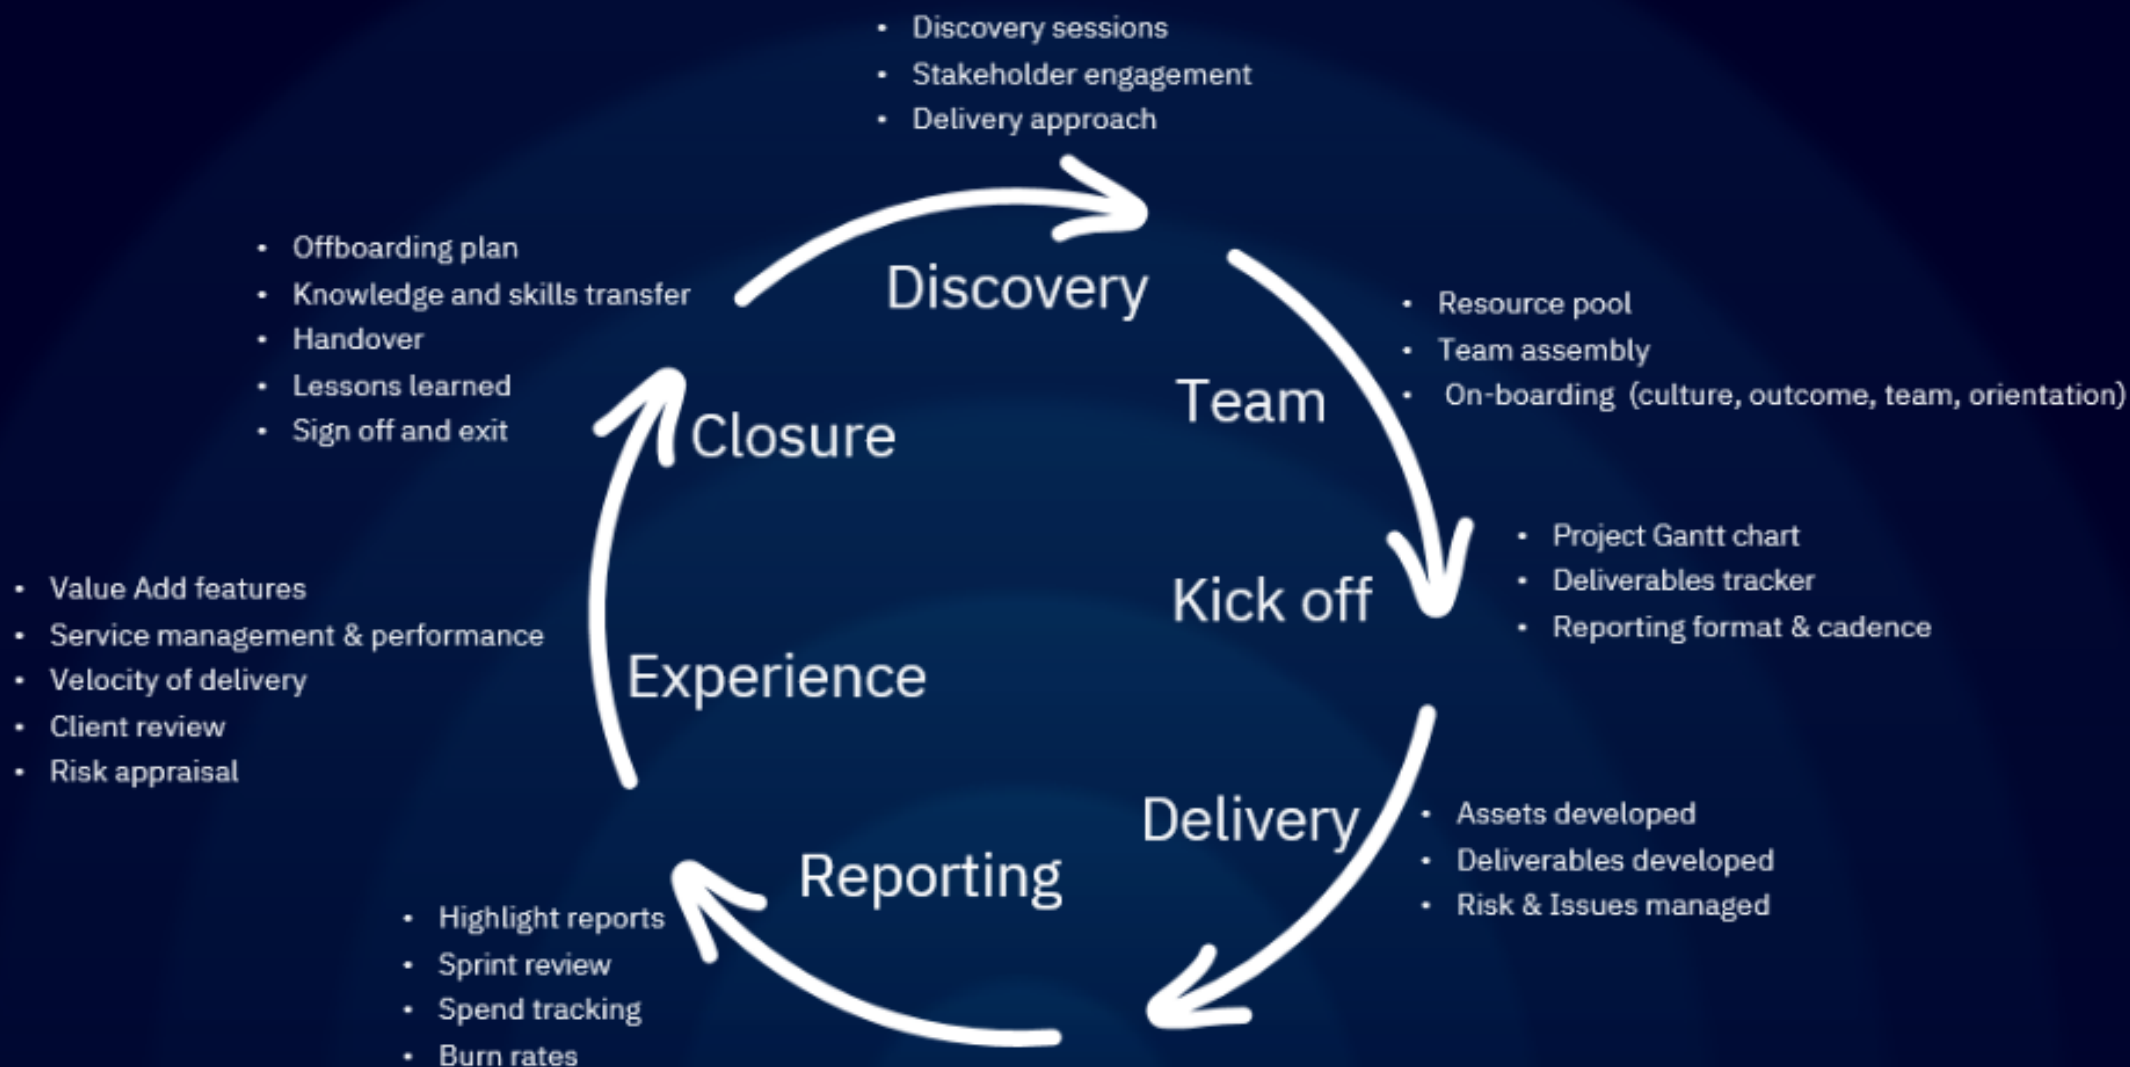 • Discovery sessions
• Stakeholder engagement
• Delivery approach
Discovery
• Resource pool
• Team assembly
• On-boarding (culture, outcome, team, orientation)
Team
• Project Gantt chart
• Deliverables tracker
• Reporting format & cadence
Kick off
• Assets developed
• Deliverables developed
• Risk & Issues managed
Delivery
Reporting
• Highlight reports
• Sprint review
• Spend tracking
• Burn rates
Experience
• Value Add features
• Service management & performance
• Velocity of delivery
• Client review
• Risk appraisal
Closure
• Offboarding plan
• Knowledge and skills transfer
• Handover
• Lessons learned
• Sign off and exit